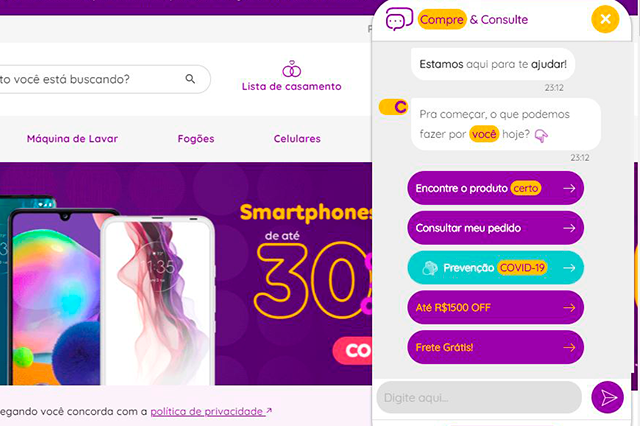 to você está buscando?
Lista de casamento
Máquina de Lavar
Fogões
Celulares
Smartphones
de até
30
CO
egando você concorda com a política de privacidade
Compre & Consulte
Estamos aqui para te ajudar!
23:12
Pra começar, o que podemos
fazer por você hoje?
23:12
Encontre o produto certo
Consultar meu pedido
Prevenção COVID-19
Até R$1500 OFF
Frete Grátis!
Digite aqui..